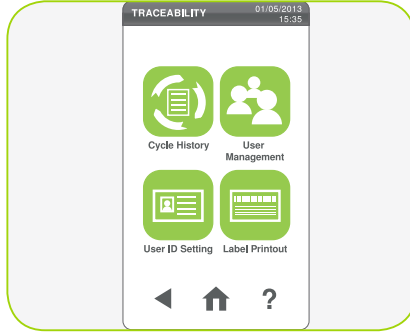 TRACEABILITY
01/05/2013
15:35
Cycle History
User
Management
User ID Setting
Label Printout
?